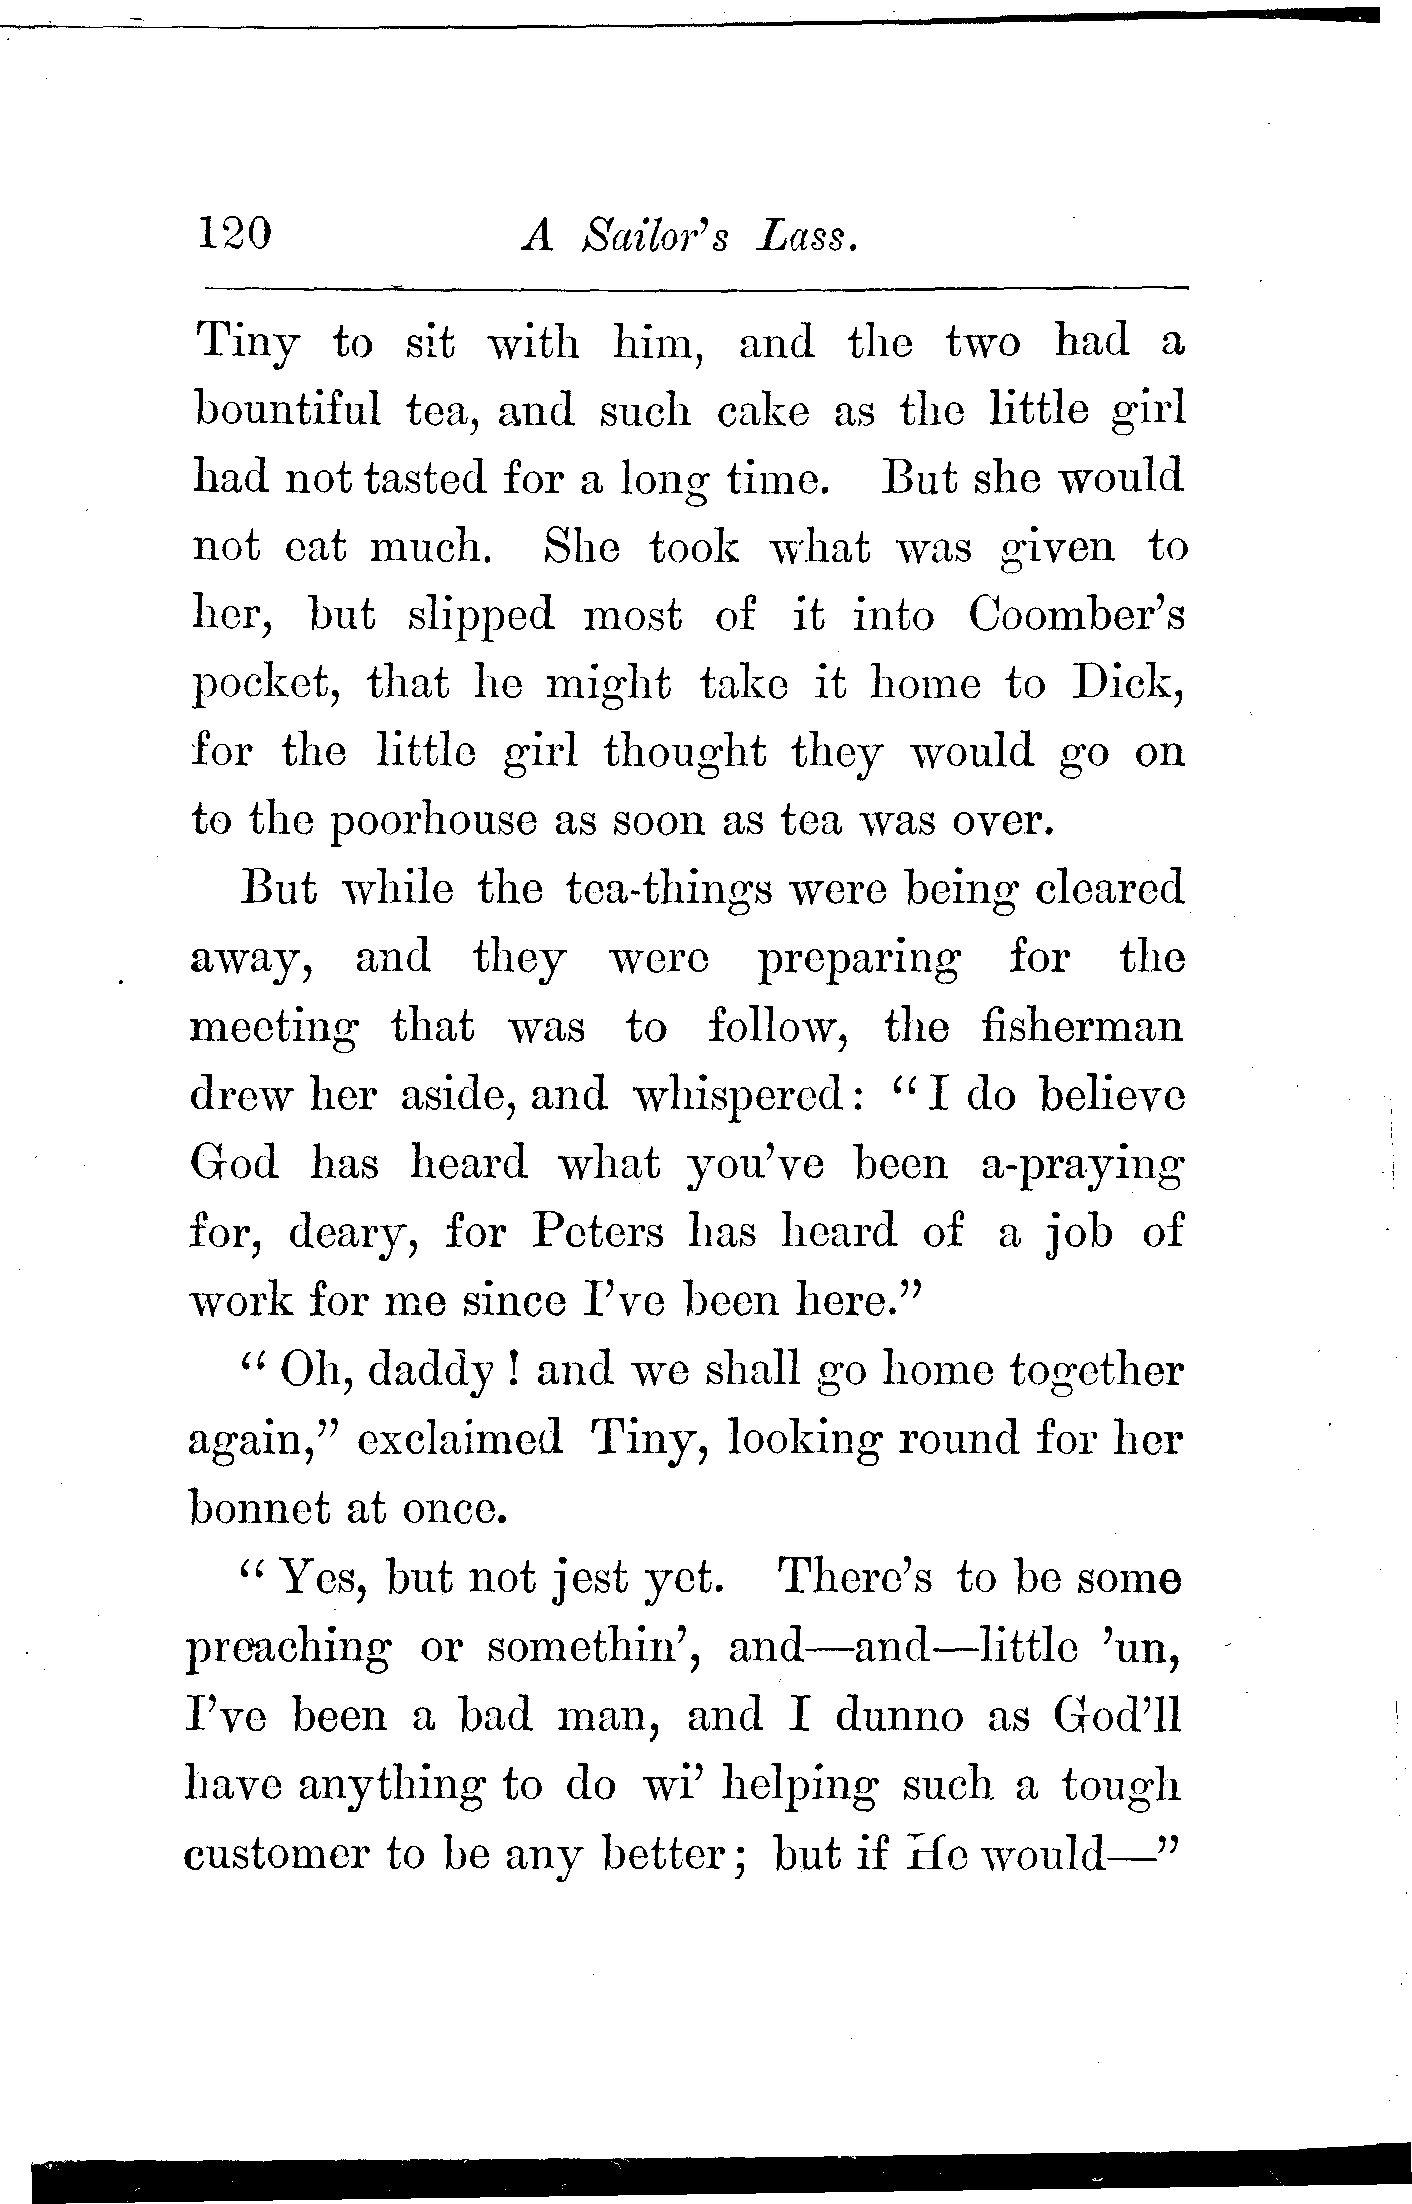 120 A Sailor's Lass.
Tiny to sit with him, and the two had a
bountiful tea, and such cake as the little girl
had not tasted for a long time. But she would
not eat much. She took what was given to
her, but slipped most of it into Coomber's
pocket, that he might take it home to Dick,
for the little girl thought they would go on
to the poorhouse as soon as tea was over.
But while the tea-things were being cleared
away, and they were preparing for the
meeting that was to follow, the fisherman
drew her aside, and whispered: "I do believe
God has heard what you've been a-praying
for, deary, for Peters has heard of a job of
work for me since I've been here."
"Oh, daddy! and we shall go home together
again," exclaimed Tiny, looking round for her
bonnet at once.
"Yes, but not jest yet. There's to be some
preaching or somethin', and—and—little 'un,
I've been a bad man, and I dunno as God'll
have anything to do wi' helping such a tough
customer to be any better; but if He would—"